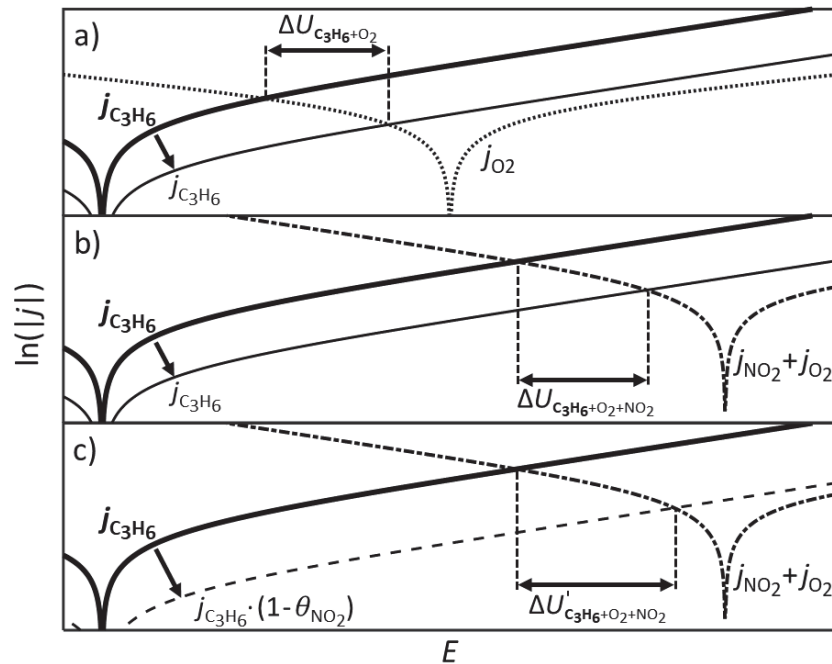 a)
ΔU_C₃H₆+O₂
j_C₃H₆
j_C₃H₆
j_O2
b)
j_C₃H₆
j_C₃H₆
ΔU_C₃H₆+O₂+NO₂
j_NO₂+j_O₂
c)
j_C₃H₆
j_C₃H₆·(1-θ_NO₂)
ΔU'_C₃H₆+O₂+NO₂
j_NO₂+j_O₂
ln(|j|)
E